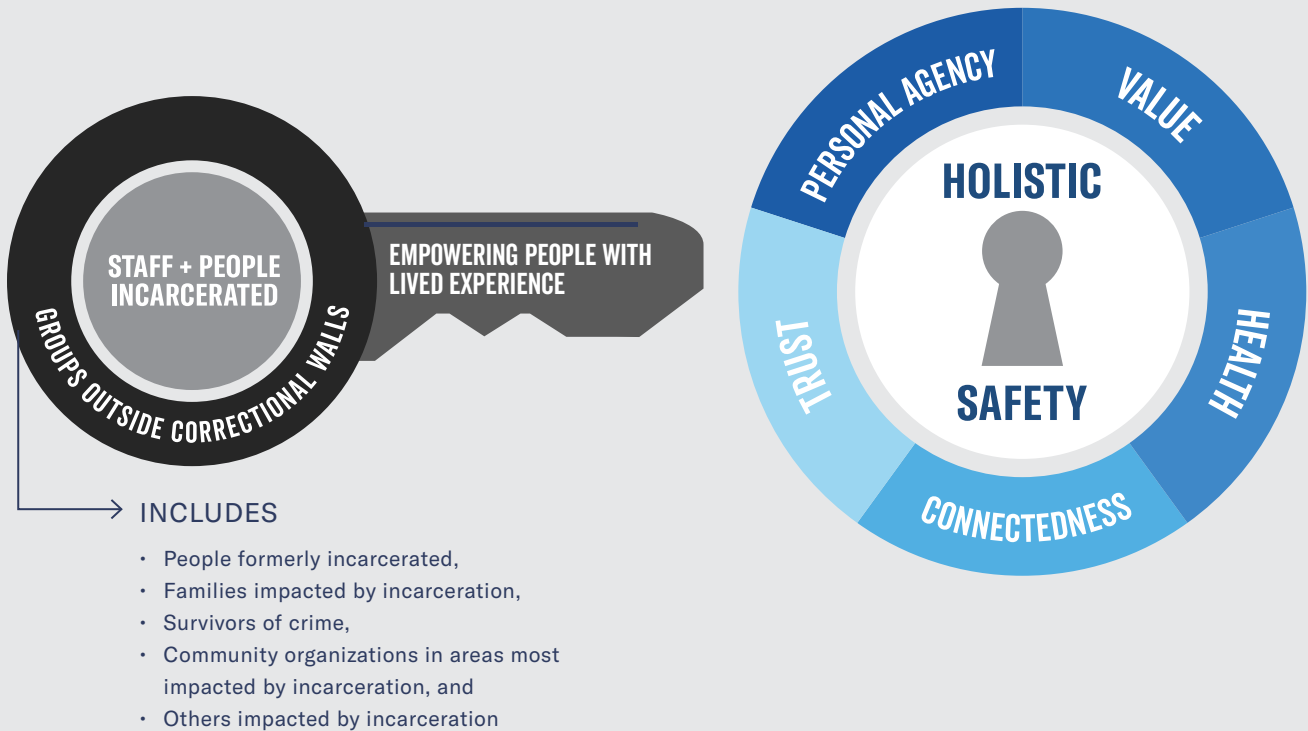 STAFF + PEOPLE
INCARCERATED
GROUPS OUTSIDE CORRECTIONAL WALLS
EMPOWERING PEOPLE WITH
LIVED EXPERIENCE
INCLUDES
• People formerly incarcerated,
• Families impacted by incarceration,
• Survivors of crime,
• Community organizations in areas most
impacted by incarceration, and
• Others impacted by incarceration
PERSONAL AGENCY
VALUE
HEALTH
CONNECTEDNESS
TRUST
HOLISTIC
SAFETY